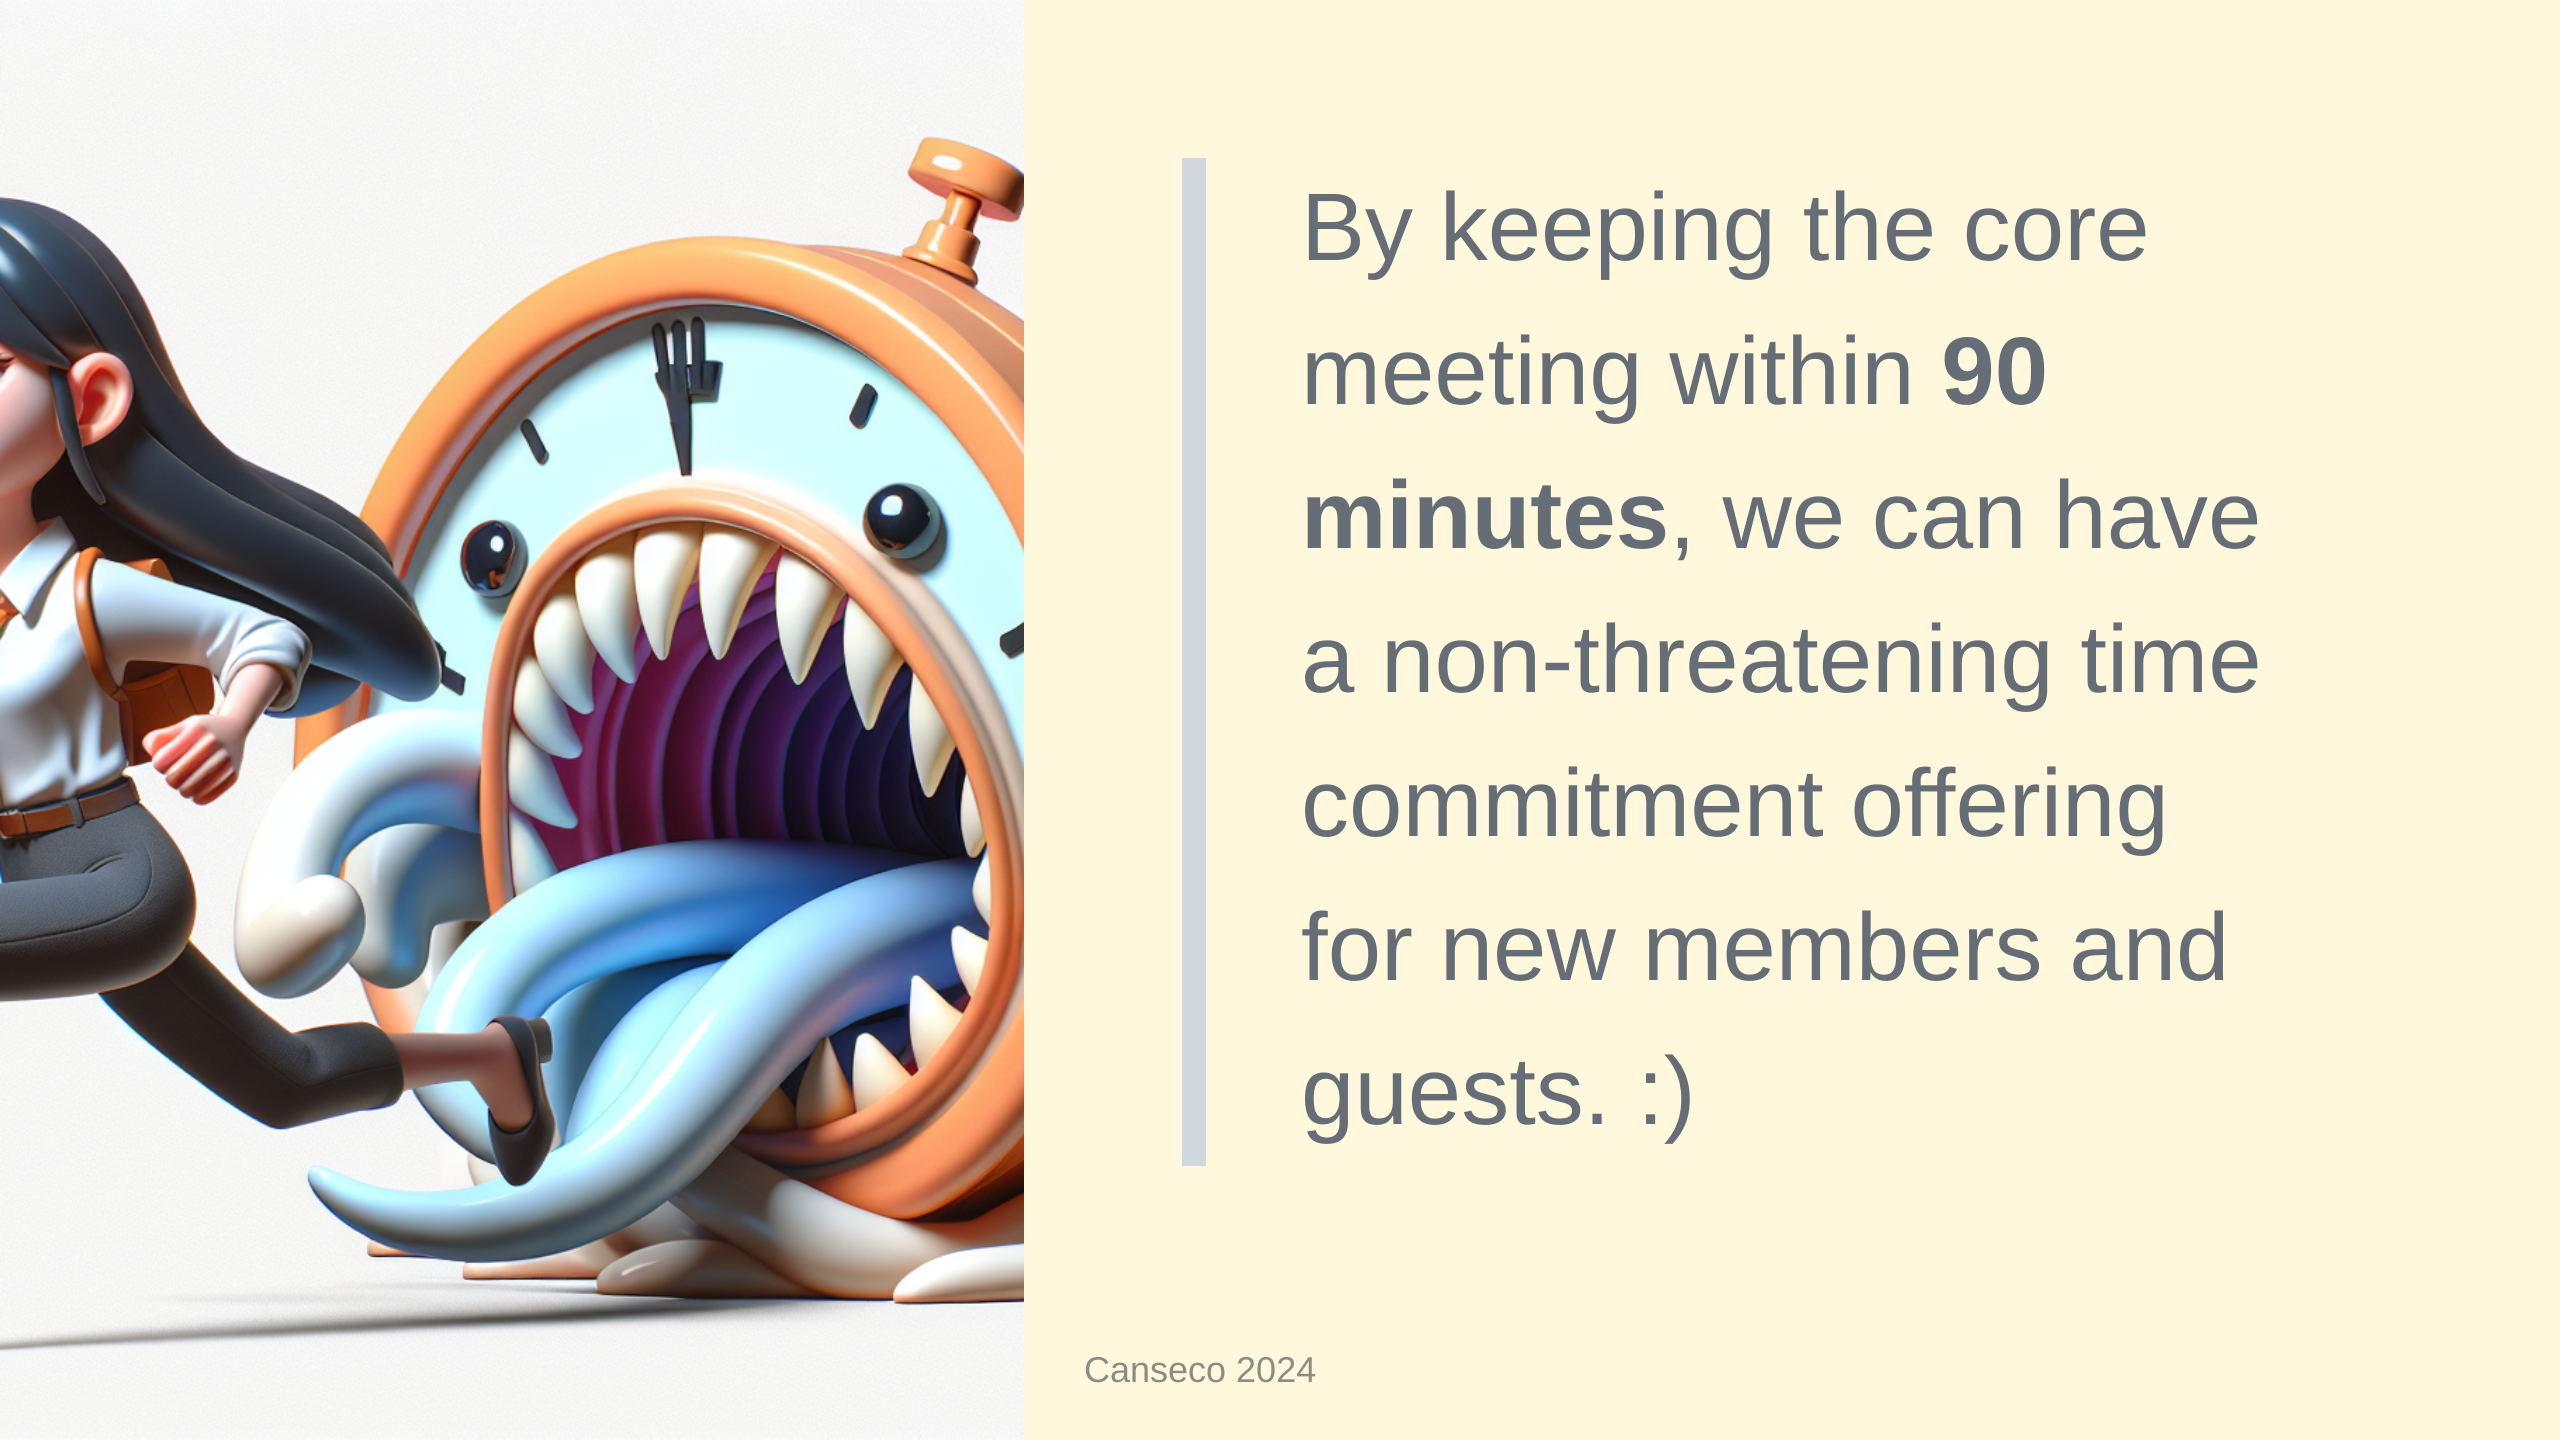 By keeping the core
meeting within 90
minutes, we can have
a non-threatening time
commitment offering
for new members and
guests. :)
Canseco 2024